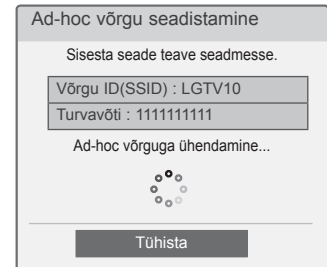 Ad-hoc võrgu seadistamine
Sisesta seade teave seadmesse.
Võrgu ID(SSID) : LGTV10
Turvavõti : 1111111111
Ad-hoc võrguga ühendamine...
Tühista